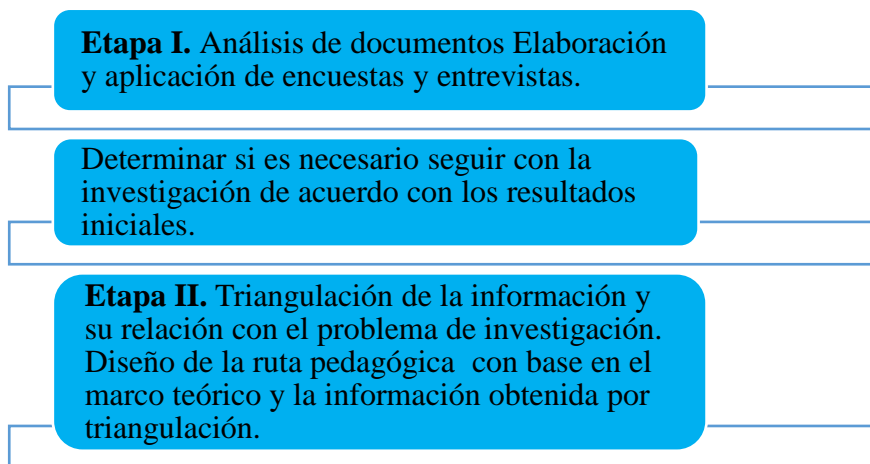 Etapa I. Análisis de documentos Elaboración
y aplicación de encuestas y entrevistas.
Determinar si es necesario seguir con la
investigación de acuerdo con los resultados
iniciales.
Etapa II. Triangulación de la información y
su relación con el problema de investigación.
Diseño de la ruta pedagógica  con base en el
marco teórico y la información obtenida por
triangulación.